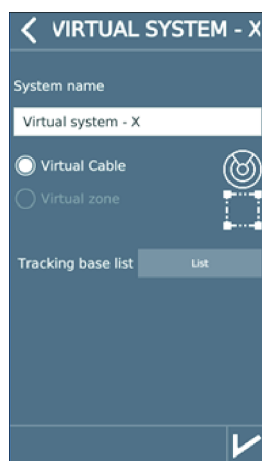 VIRTUAL SYSTEM - X
System name
Virtual system - X
Virtual Cable
Virtual zone
Tracking base list List